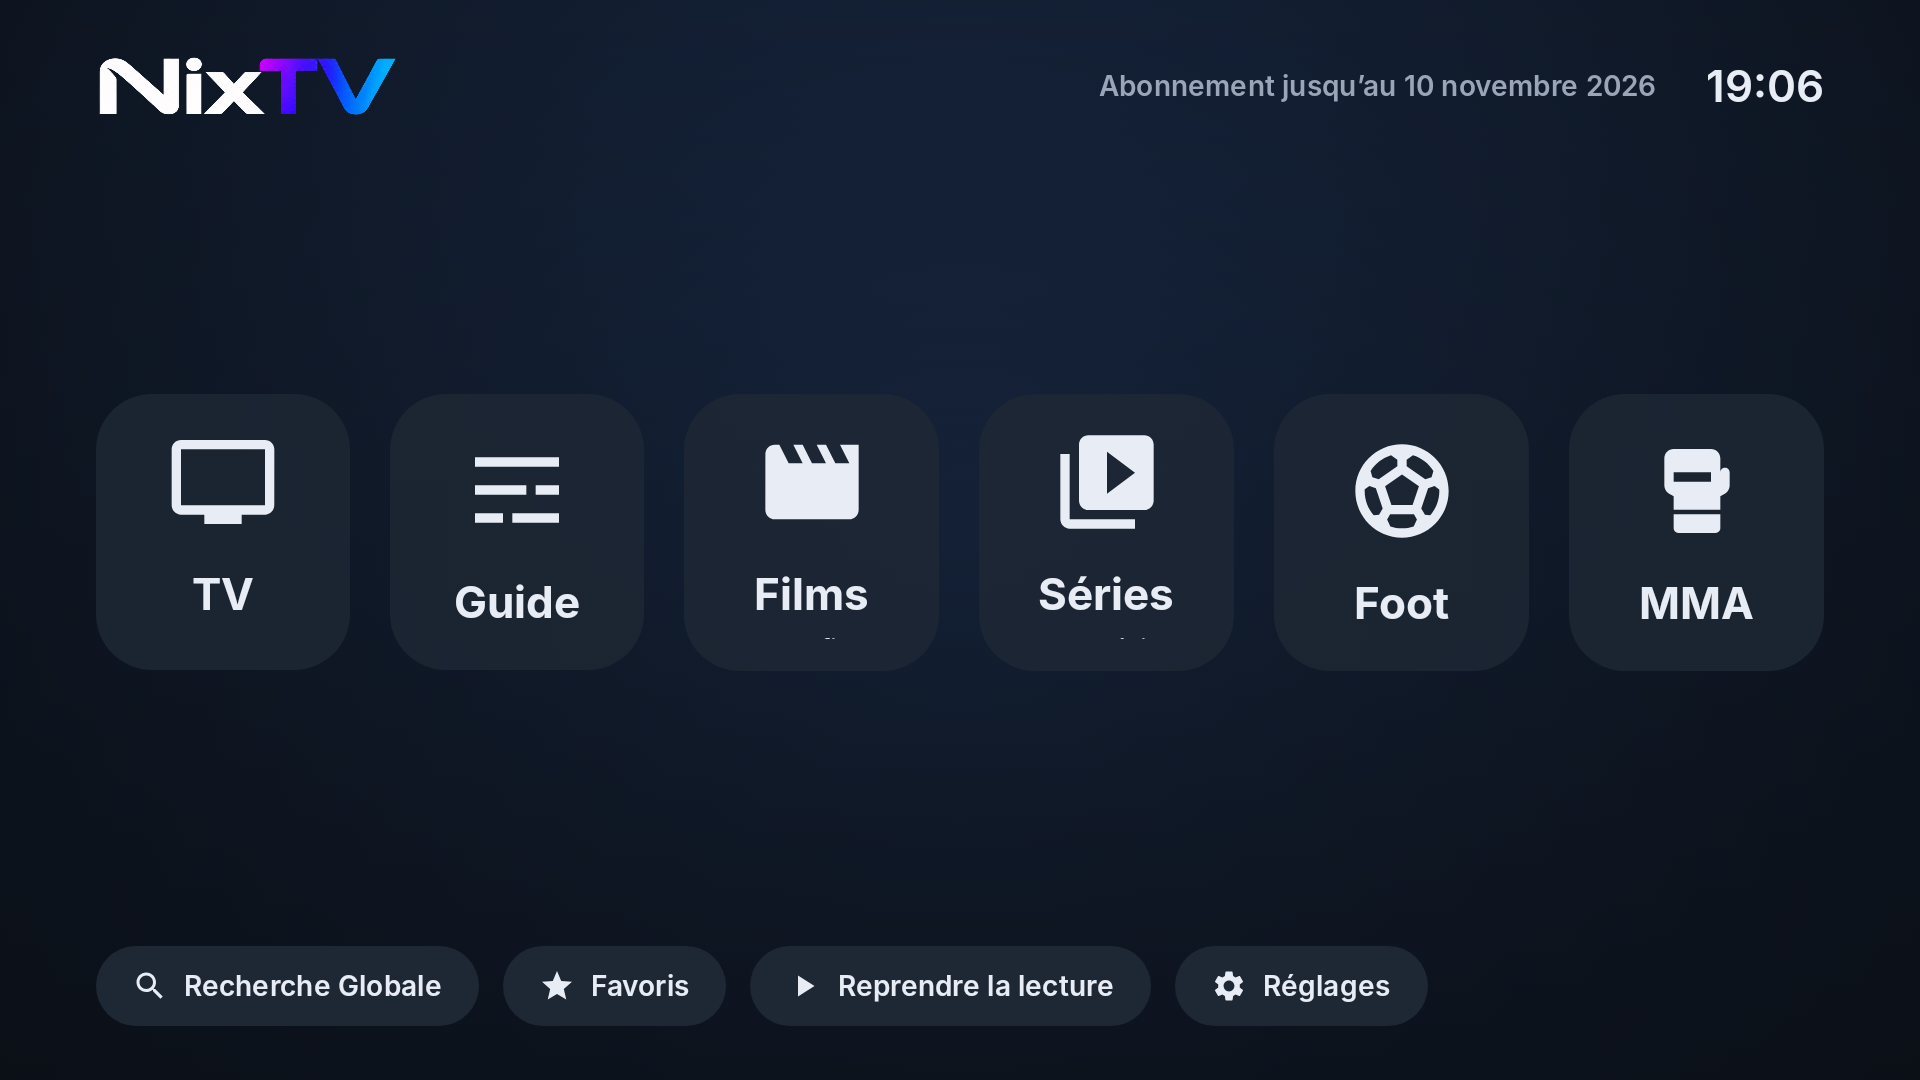 NixTV
Abonnement jusqu’au 10 novembre 2026
19:06
TV
Guide
Films
Séries
Foot
MMA
Recherche Globale
Favoris
Reprendre la lecture
Réglages